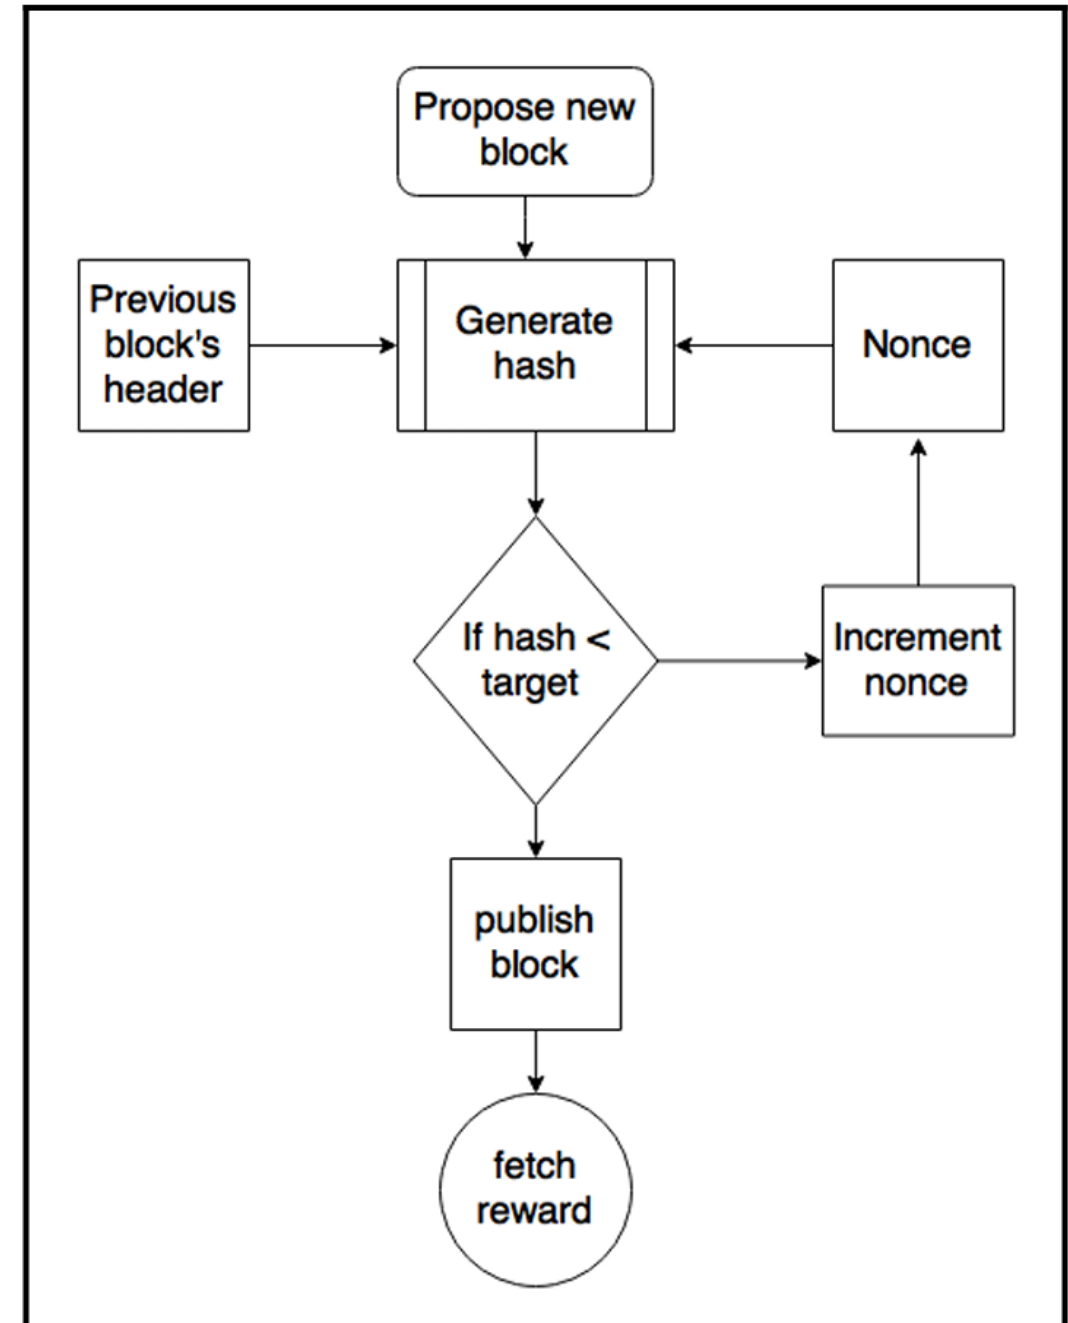 Propose new
block
Previous
block's
header
Generate
hash
Nonce
If hash <
target
Increment
nonce
publish
block
fetch
reward